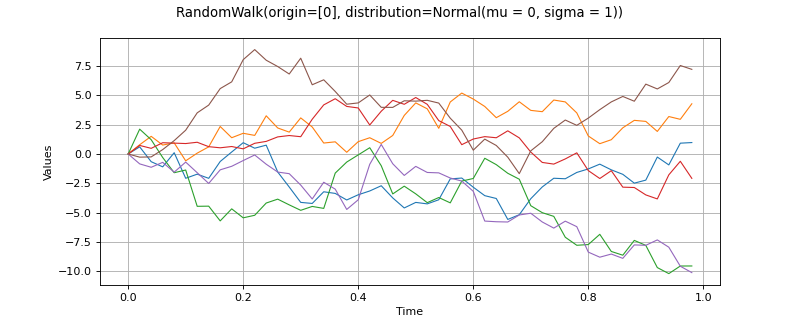 RandomWalk(origin=[0], distribution=Normal(mu = 0, sigma = 1))
7.5
5.0
2.5
0.0
−2.5
−5.0
−7.5
−10.0
Values
0.0 0.2 0.4 0.6 0.8 1.0
Time